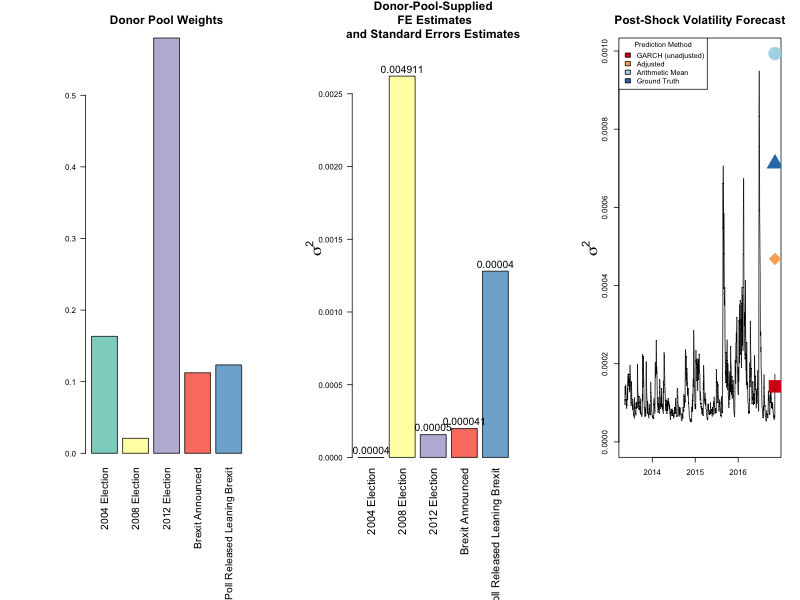 Donor Pool Weights
0.5
0.4
0.3
0.2
0.1
0.0
2004 Election
2008 Election
2012 Election
Brexit Announced
Poll Released Leaning Brexit
Donor-Pool-Supplied
FE Estimates
and Standard Errors Estimates
σ²
0.0025
0.0020
0.0015
0.0010
0.0005
0.0000
0.00004
0.004911
0.00005
0.000041
0.00004
2004 Election
2008 Election
2012 Election
Brexit Announced
oll Released Leaning Brexit
Post-Shock Volatility Forecast
σ²
0.0010
0.0008
0.0006
0.0004
0.0002
0.0000
Prediction Method
GARCH (unadjusted)
Adjusted
Arithmetic Mean
Ground Truth
2014
2015
2016